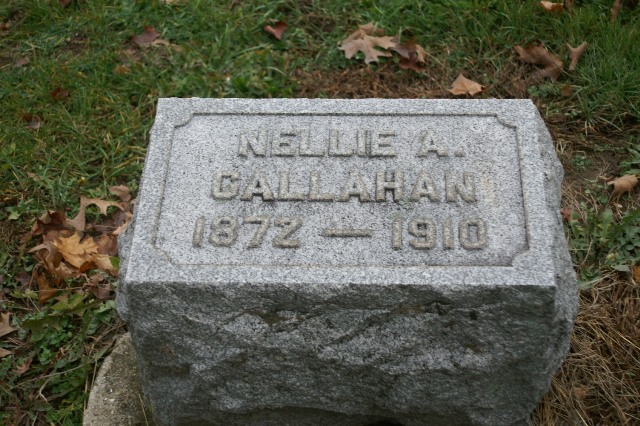 NELLIE A.
CALLAHAN
1872 — 1910